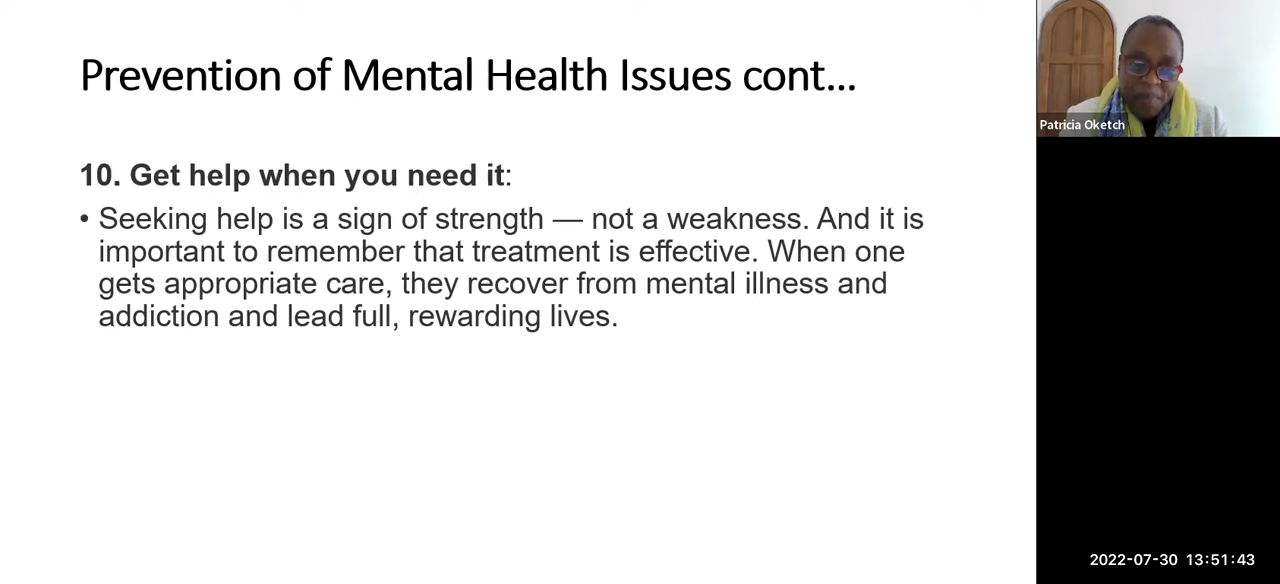 Prevention of Mental Health Issues cont...
10. Get help when you need it:
• Seeking help is a sign of strength — not a weakness. And it is
important to remember that treatment is effective. When one
gets appropriate care, they recover from mental illness and
addiction and lead full, rewarding lives.
Patricia Oketch
2022-07-30 13:51:43